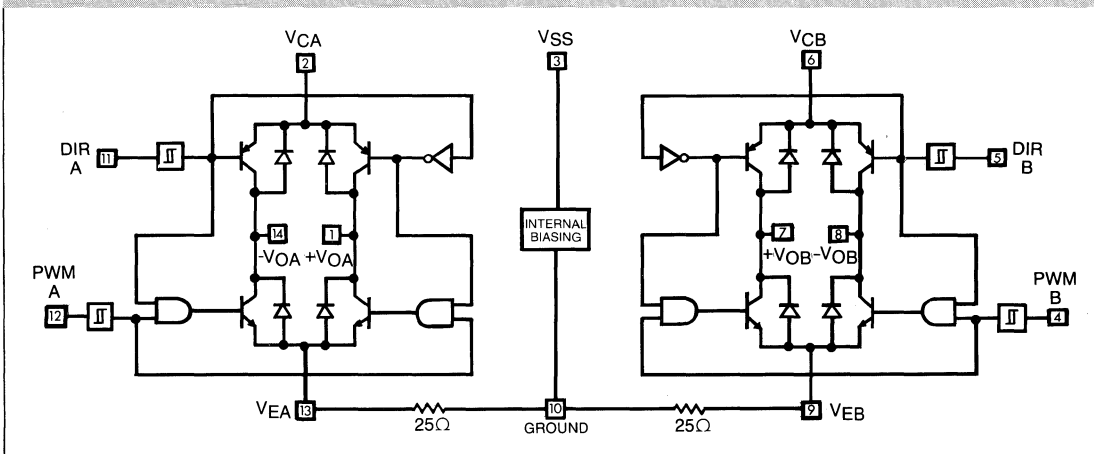 VCA
2
VSS
3
VCB
6
DIR
A
11
5
DIR
B
14
1
-VOA +VOA
INTERNAL
BIASING
7
8
+VOB -VOB
PWM
A
12
PWM
B
4
VEA
13
25Ω
10
GROUND
25Ω
9
VEB